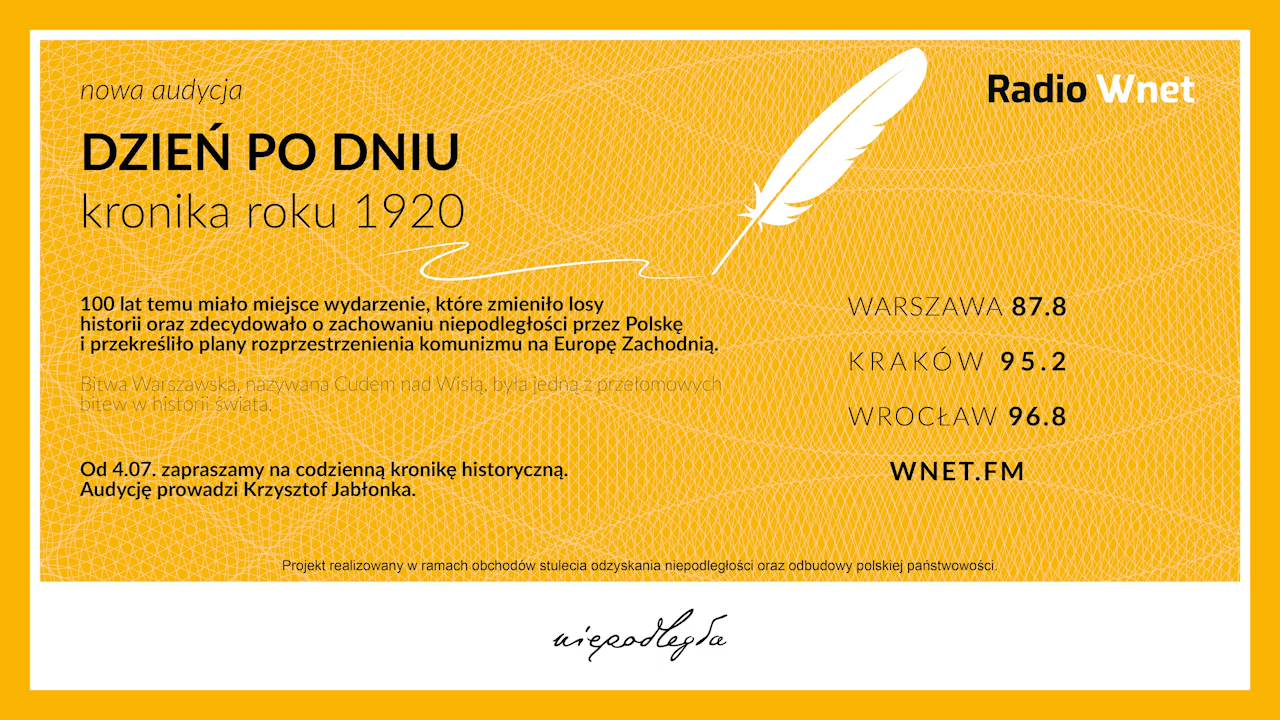 nowa audycja
Radio Wnet
DZIEŃ PO DNIU
kronika roku 1920
100 lat temu miało miejsce wydarzenie, które zmieniło losy
historii oraz zdecydowało o zachowaniu niepodległości przez Polskę
i przekreśliło plany rozprzestrzenienia komunizmu na Europę Zachodnią.
Bitwa Warszawska, nazywana Cudem nad Wisłą, była jedną z przełomowych
bitew w historii świata.
Od 4.07. zapraszamy na codzienną kronikę historyczną.
Audycję prowadzi Krzysztof Jabłonka.
WARSZAWA 87.8
KRAKÓW 95.2
WROCŁAW 96.8
WNET.FM
Projekt realizowany w ramach obchodów stulecia odzyskania niepodległości oraz odbudowy polskiej państwowości.
niepodległa